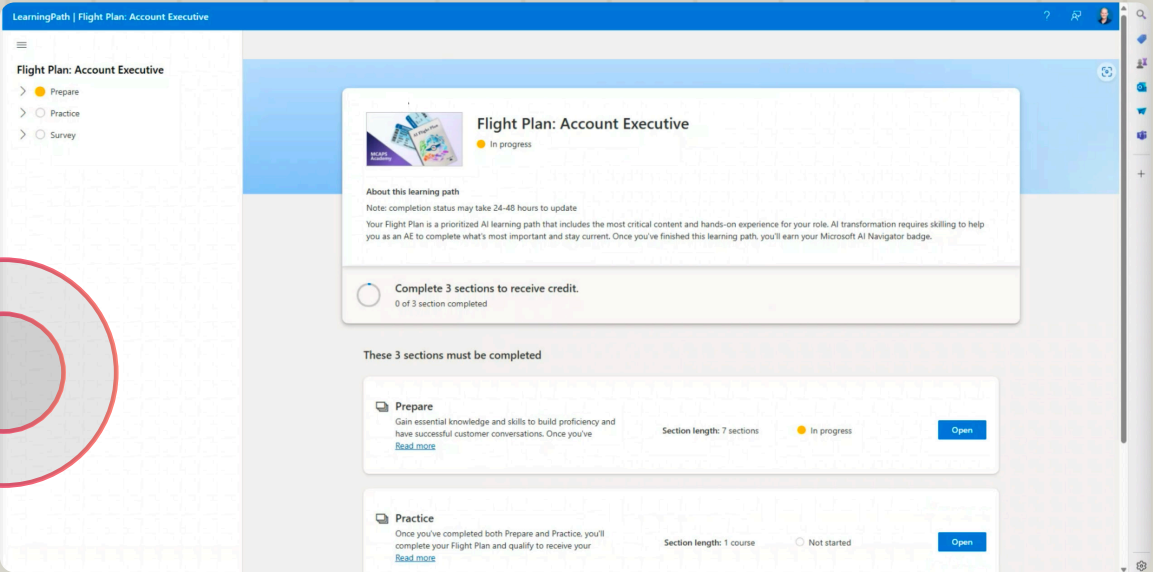 LearningPath | Flight Plan: Account Executive
Flight Plan: Account Executive
Prepare
Practice
Survey
AI Flight Plan
MCAPS
Academy
Flight Plan: Account Executive
In progress
About this learning path
Note: completion status may take 24-48 hours to update
Your Flight Plan is a prioritized AI learning path that includes the most critical content and hands-on experience for your role. AI transformation requires skilling to help
you as an AE to complete what's most important and stay current. Once you've finished this learning path, you'll earn your Microsoft AI Navigator badge.
Complete 3 sections to receive credit.
0 of 3 section completed
These 3 sections must be completed
Prepare
Gain essential knowledge and skills to build proficiency and
have successful customer conversations. Once you've
Read more
Section length: 7 sections
In progress
Open
Practice
Once you've completed both Prepare and Practice, you'll
complete your Flight Plan and qualify to receive your
Read more
Section length: 1 course
Not started
Open